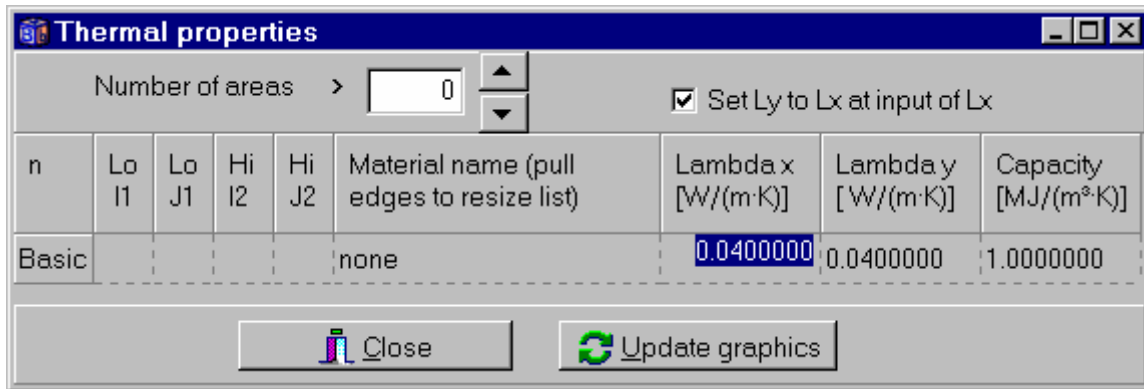 Thermal properties
Number of areas > 0
Set Ly to Lx at input of Lx
n Lo Lo Hi Hi Material name (pull Lambda x Lambda y Capacity
I1 J1 I2 J2 edges to resize list) [W/(m·K)] [W/(m·K)] [MJ/(m³·K)]
Basic none 0.0400000 0.0400000 1.0000000
Close Update graphics